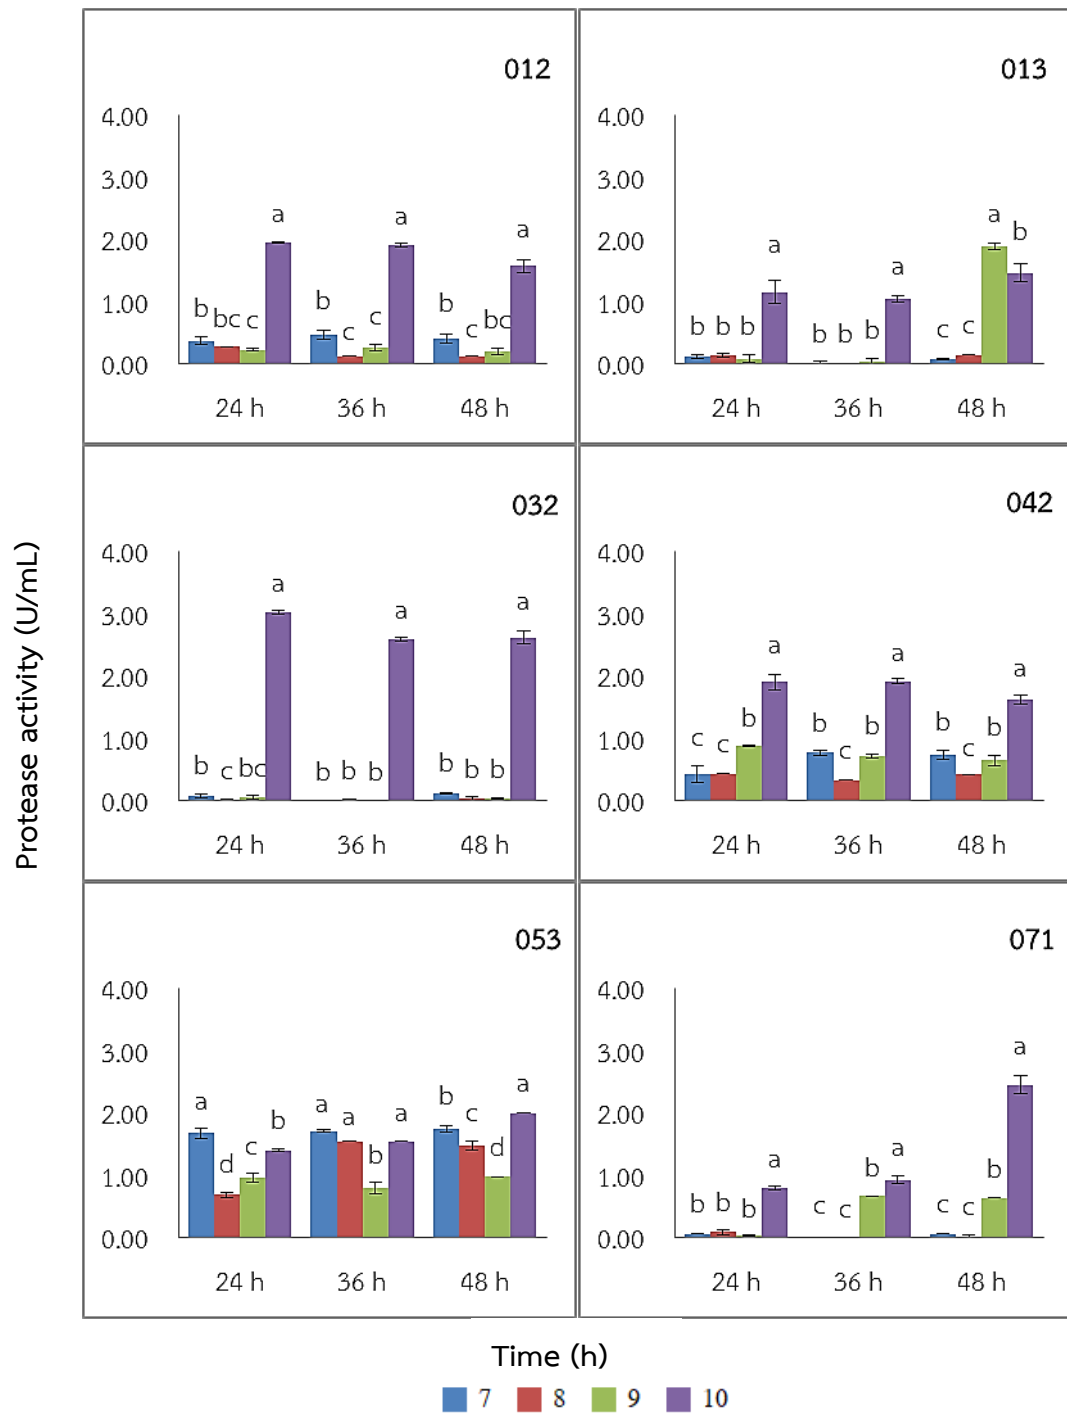 012
4.00
3.00
2.00
1.00
0.00
b bc c a
b c c a
b c bc a
24 h 36 h 48 h
013
4.00
3.00
2.00
1.00
0.00
b b b a
b b b a
c c a b
24 h 36 h 48 h
Protease activity (U/mL)
032
4.00
3.00
2.00
1.00
0.00
b c bc a
b b b a
b b b a
24 h 36 h 48 h
042
4.00
3.00
2.00
1.00
0.00
c c b a
b c b a
b c b a
24 h 36 h 48 h
053
4.00
3.00
2.00
1.00
0.00
a d c b
a a b a
b c d a
24 h 36 h 48 h
071
4.00
3.00
2.00
1.00
0.00
b b b a
c c b a
c c b a
24 h 36 h 48 h
Time (h)
7 8 9 10